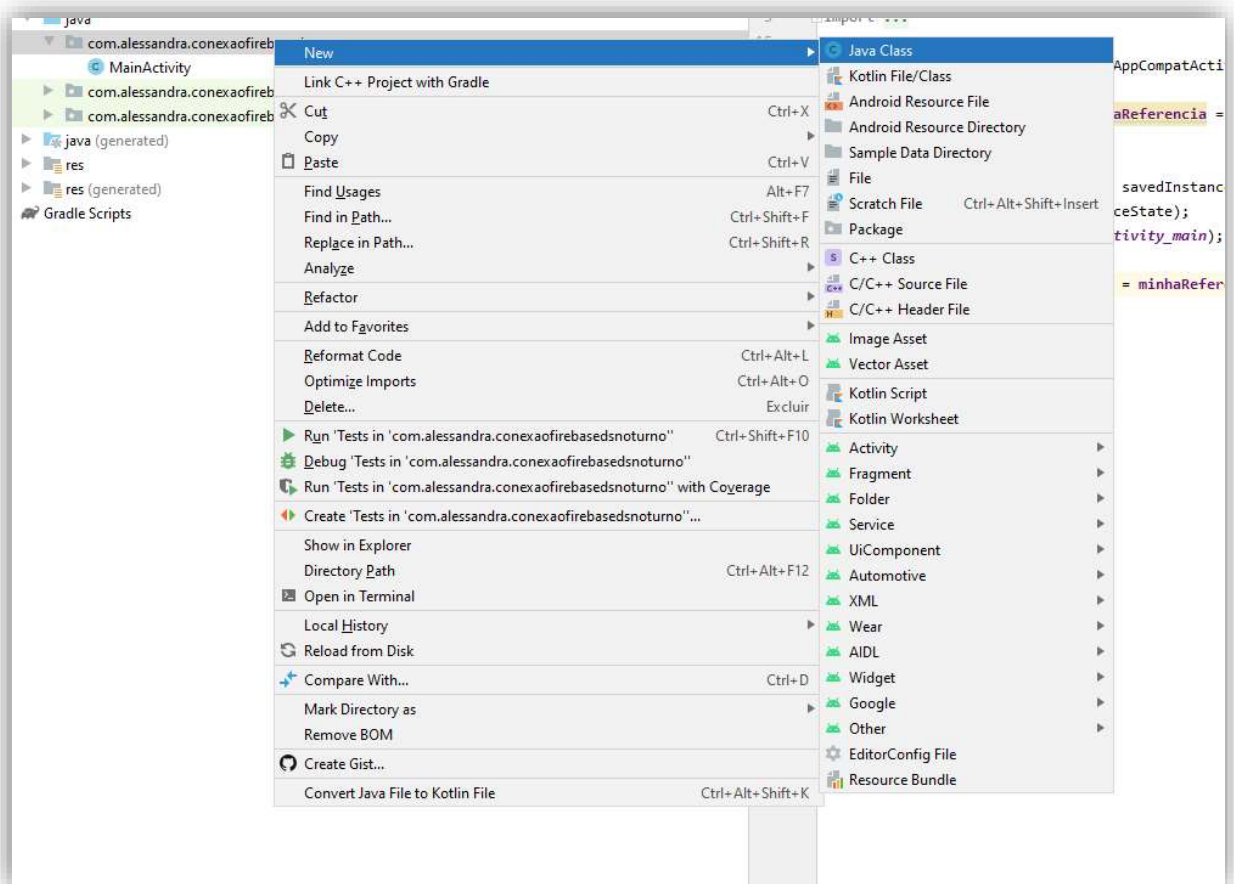 java
com.alessandra.conexaofireb
MainActivity
com.alessandra.conexaofireb
com.alessandra.conexaofireb
java (generated)
res
res (generated)
Gradle Scripts
New
Link C++ Project with Gradle
Cut Ctrl+X
Copy
Paste Ctrl+V
Find Usages Alt+F7
Find in Path... Ctrl+Shift+F
Replace in Path... Ctrl+Shift+R
Analyze
Refactor
Add to Favorites
Reformat Code Ctrl+Alt+L
Optimize Imports Ctrl+Alt+O
Delete... Excluir
Run 'Tests in 'com.alessandra.conexaofirebasedsnoturno'' Ctrl+Shift+F10
Debug 'Tests in 'com.alessandra.conexaofirebasedsnoturno''
Run 'Tests in 'com.alessandra.conexaofirebasedsnoturno'' with Coverage
Create 'Tests in 'com.alessandra.conexaofirebasedsnoturno''...
Show in Explorer
Directory Path Ctrl+Alt+F12
Open in Terminal
Local History
Reload from Disk
Compare With... Ctrl+D
Mark Directory as
Remove BOM
Create Gist...
Convert Java File to Kotlin File Ctrl+Alt+Shift+K
Java Class
Kotlin File/Class
Android Resource File
Android Resource Directory
Sample Data Directory
File
Scratch File Ctrl+Alt+Shift+Insert
Package
C++ Class
C/C++ Source File
C/C++ Header File
Image Asset
Vector Asset
Kotlin Script
Kotlin Worksheet
Activity
Fragment
Folder
Service
UiComponent
Automotive
XML
Wear
AIDL
Widget
Google
Other
EditorConfig File
Resource Bundle
import ...
AppCompatActi
aReferencia =
savedInstanc
ceState);
tivity_main);
= minhaRefer